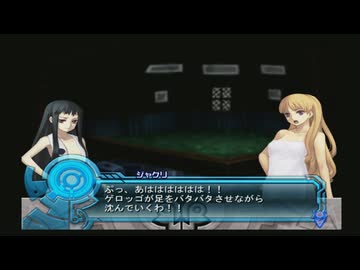 シャクリ
ぶっ、あはははははは！！
ゲロッゴが足をバタバタさせながら
沈んでいくわ！！